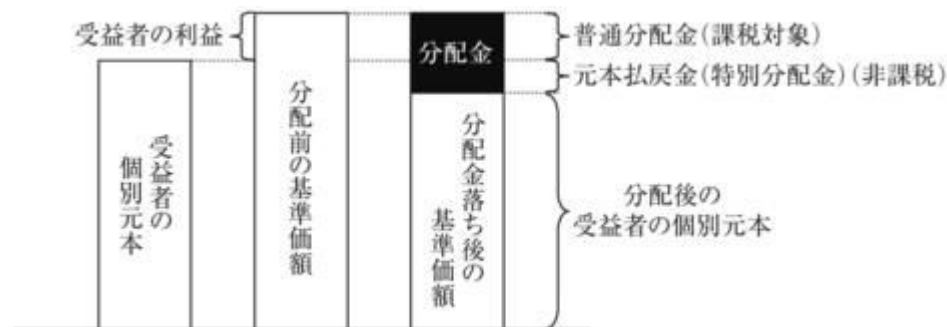 受益者の利益
受益者の
個別元本
分配前の基準価額
分配金
分配金落ち後の
基準価額
普通分配金(課税対象)
元本払戻金(特別分配金)(非課税)
分配後の
受益者の個別元本